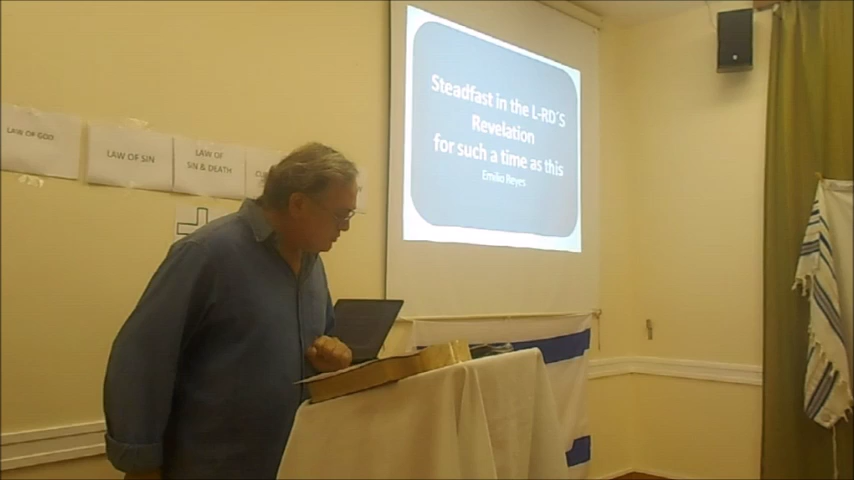 LAW OF GOD
LAW OF SIN
LAW OF
SIN & DEATH
Steadfast in the L-RD'S
Revelation
for such a time as this
Emilio Reyes